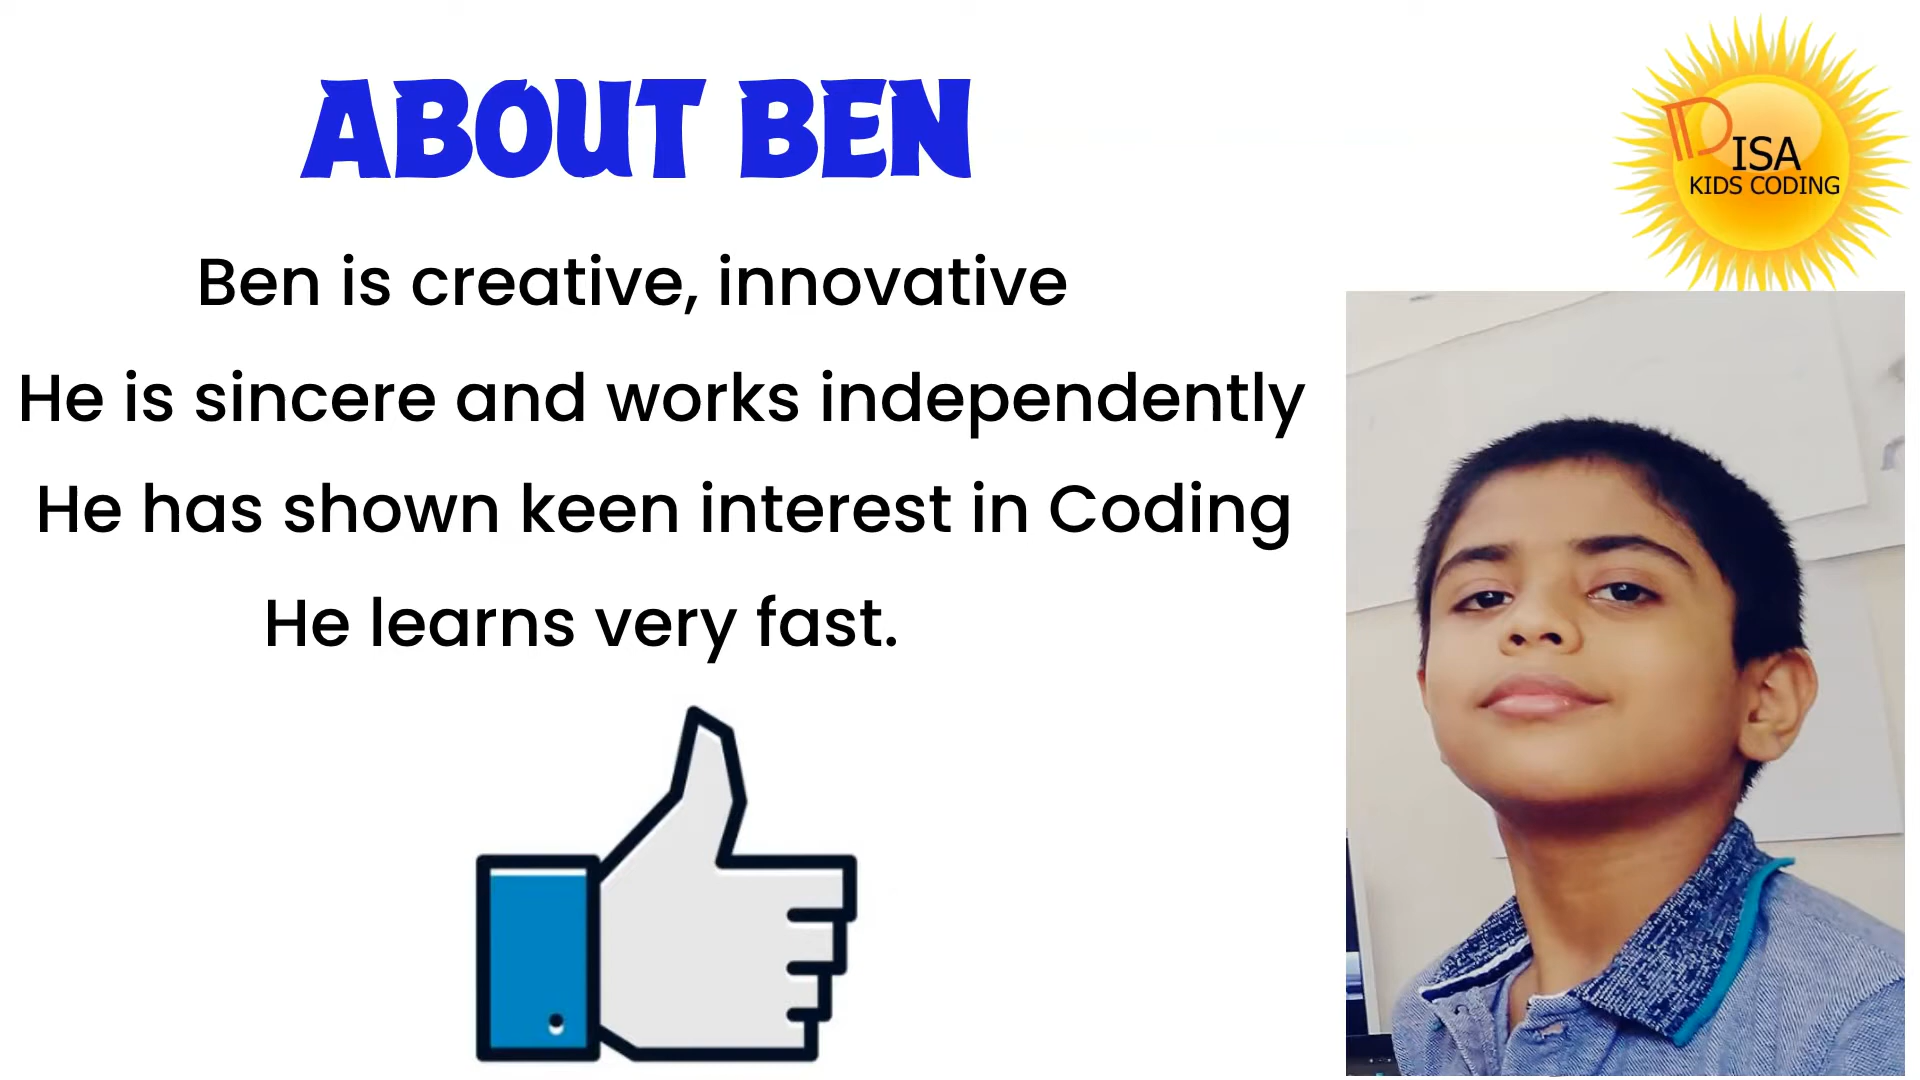 ABOUT BEN
DISA
KIDS CODING
Ben is creative, innovative
He is sincere and works independently
He has shown keen interest in Coding
He learns very fast.